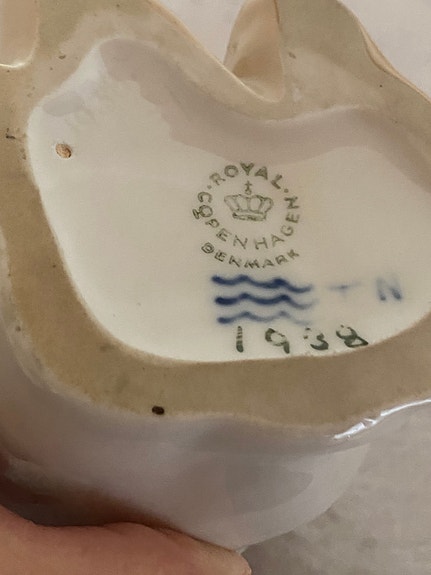 ROYAL
COPENHAGEN
DENMARK
N
1938